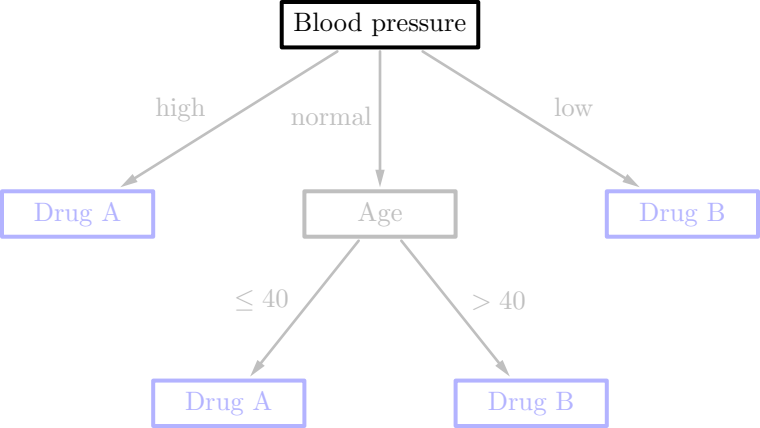 Blood pressure
high
normal
low
Drug A
Age
Drug B
≤ 40
> 40
Drug A
Drug B